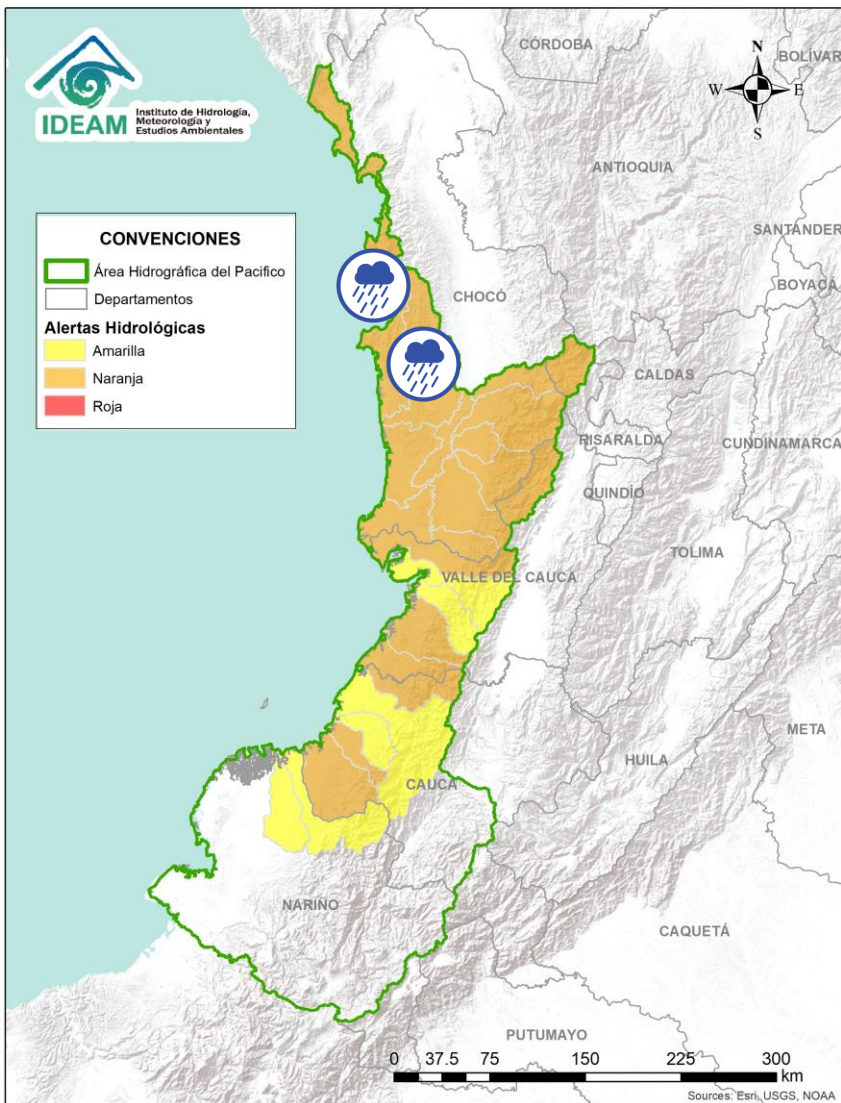 IDEAM
Instituto de Hidrología,
Meteorología y
Estudios Ambientales
CÓRDOBA
BOLÍVAR
N
W
E
S
ANTIOQUIA
SANTANDER
BOYACÁ
CONVENCIONES
Área Hidrográfica del Pacifico
Departamentos
Alertas Hidrológicas
Amarilla
Naranja
Roja
CHOCÓ
CALDAS
RISARALDA
CUNDINAMARCA
QUINDÍO
TOLIMA
VALLE DEL CAUCA
META
HUILA
CAUCA
NARIÑO
CAQUETÁ
PUTUMAYO
0 37.5 75 150 225 300
km
Sources: Esri, USGS, NOAA